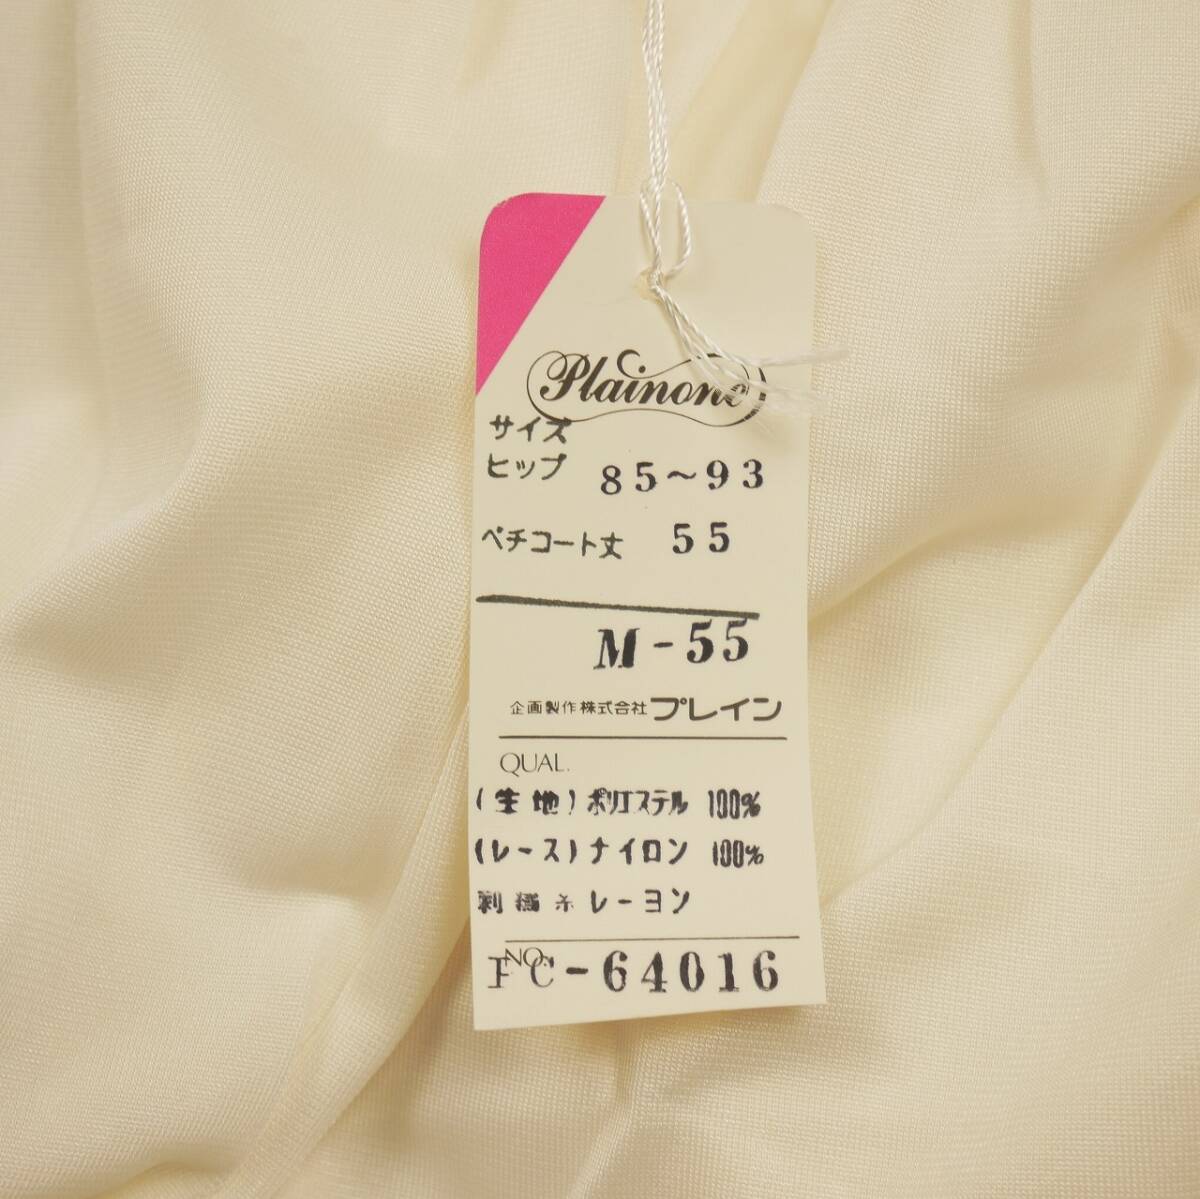 Plainone
サイズ
ヒップ 85~93
ペチコート丈 55
M-55
企画製作株式会社プレイン
QUAL.
(生地)ポリエステル 100%
(レース)ナイロン 100%
刺繍糸レーヨン
NO.
FC-64016